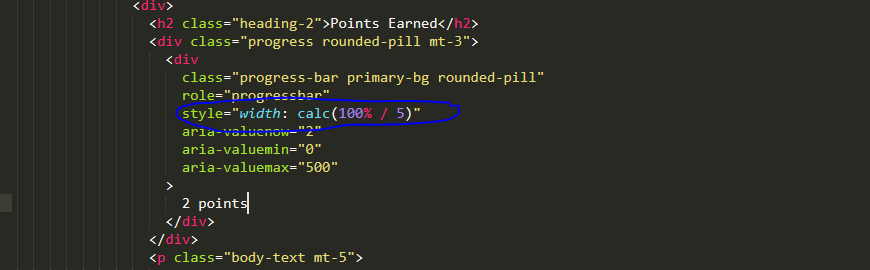 <div>
<h2 class="heading-2">Points Earned</h2>
<div class="progress rounded-pill mt-3">
<div
class="progress-bar primary-bg rounded-pill"
role="progressbar"
style="width: calc(100% / 5)"
aria-valuenow="2"
aria-valuemin="0"
aria-valuemax="500"
>
2 points
</div>
</div>
<p class="body-text mt-5">